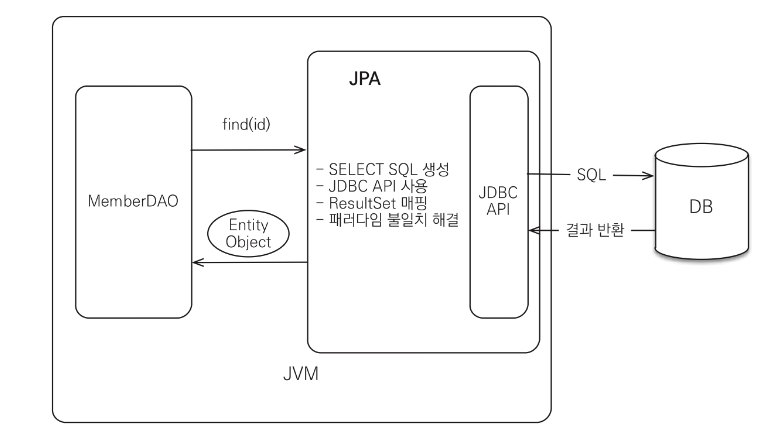 JPA
find(id)
- SELECT SQL 생성
- JDBC API 사용
- ResultSet 매핑
- 패러다임 불일치 해결
MemberDAO
Entity
Object
JDBC
API
SQL
결과 반환
DB
JVM